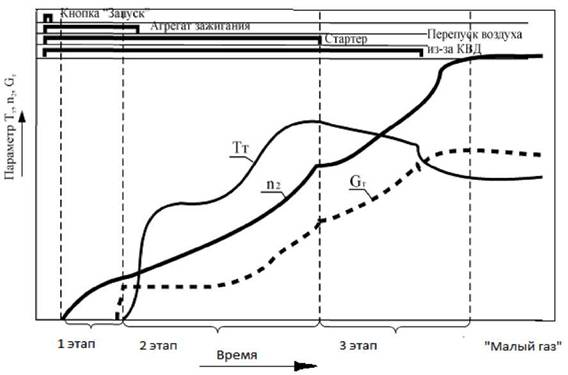 Кнопка "Запуск"
Агрегат зажигания
Стартер
Перепуск воздуха
из-за КВД
Параметр Tт, n2, Gт
Tт
n2
Gт
1 этап
2 этап
3 этап
"Малый газ"
Время